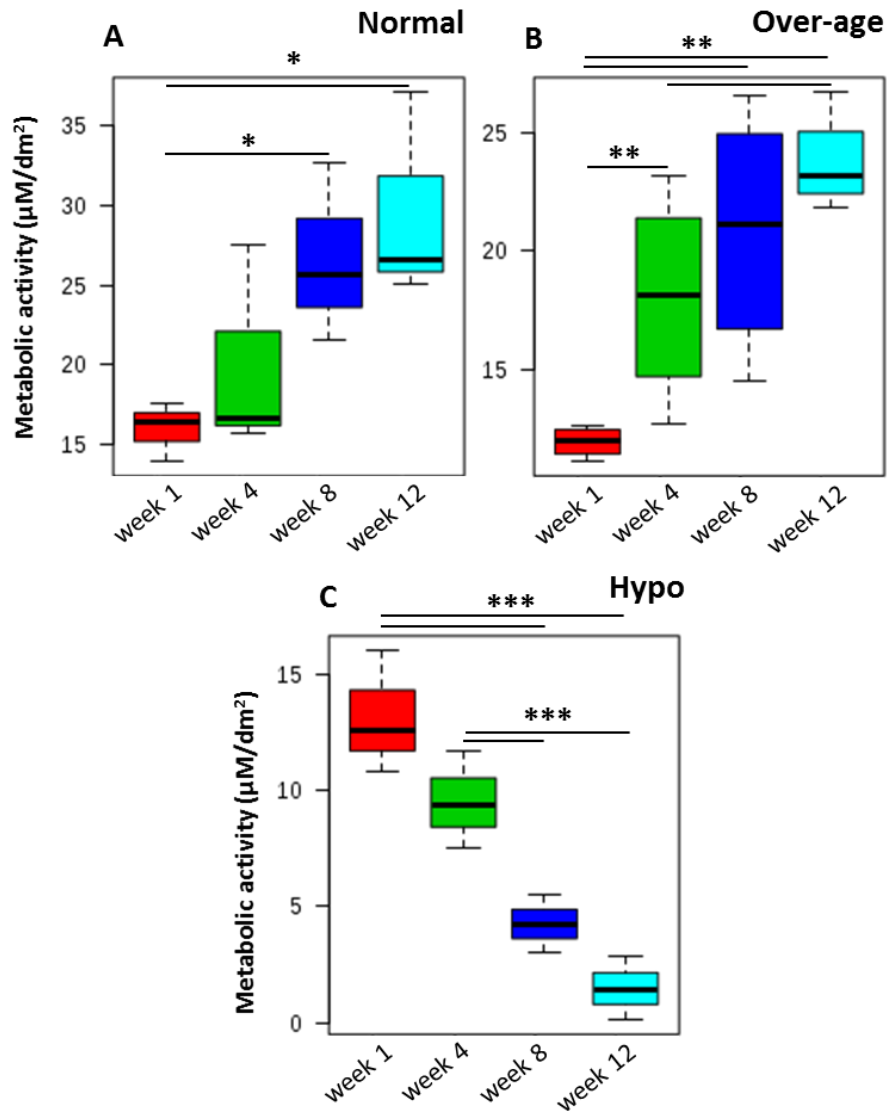 A
Normal
*
*
Metabolic activity (µM/dm²)
35
30
25
20
15
week 1
week 4
week 8
week 12
B
Over-age
**
**
25
20
15
week 1
week 4
week 8
week 12
C
Hypo
***
***
Metabolic activity (µM/dm²)
15
10
5
0
week 1
week 4
week 8
week 12